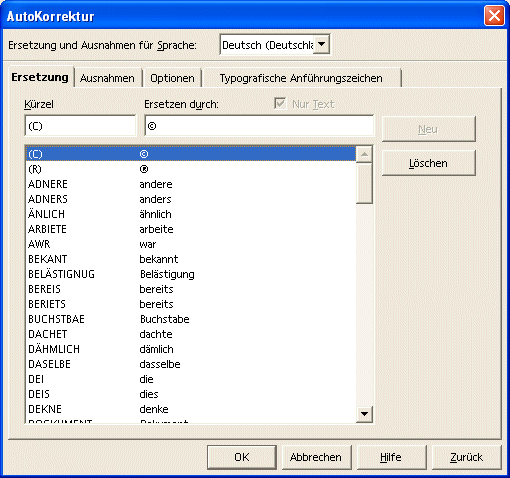 AutoKorrektur
Ersetzung und Ausnahmen für Sprache: Deutsch (Deutschla
Ersetzung Ausnahmen Optionen Typografische Anführungszeichen
Kürzel Ersetzen durch: Nur Text
(C) © Neu
(C) © Löschen
(R) ®
ADNERE andere
ADNERS anders
ÄNLICH ähnlich
ARBIETE arbeite
AWR war
BEKANT bekannt
BELÄSTIGNUG Belästigung
BEREIS bereits
BERIETS bereits
BUCHSTBAE Buchstabe
DACHET dachte
DÄHMLICH dämlich
DASELBE dasselbe
DEI die
DEIS dies
DEKNE denke
DOCKUMENT Dokument
OK Abbrechen Hilfe Zurück